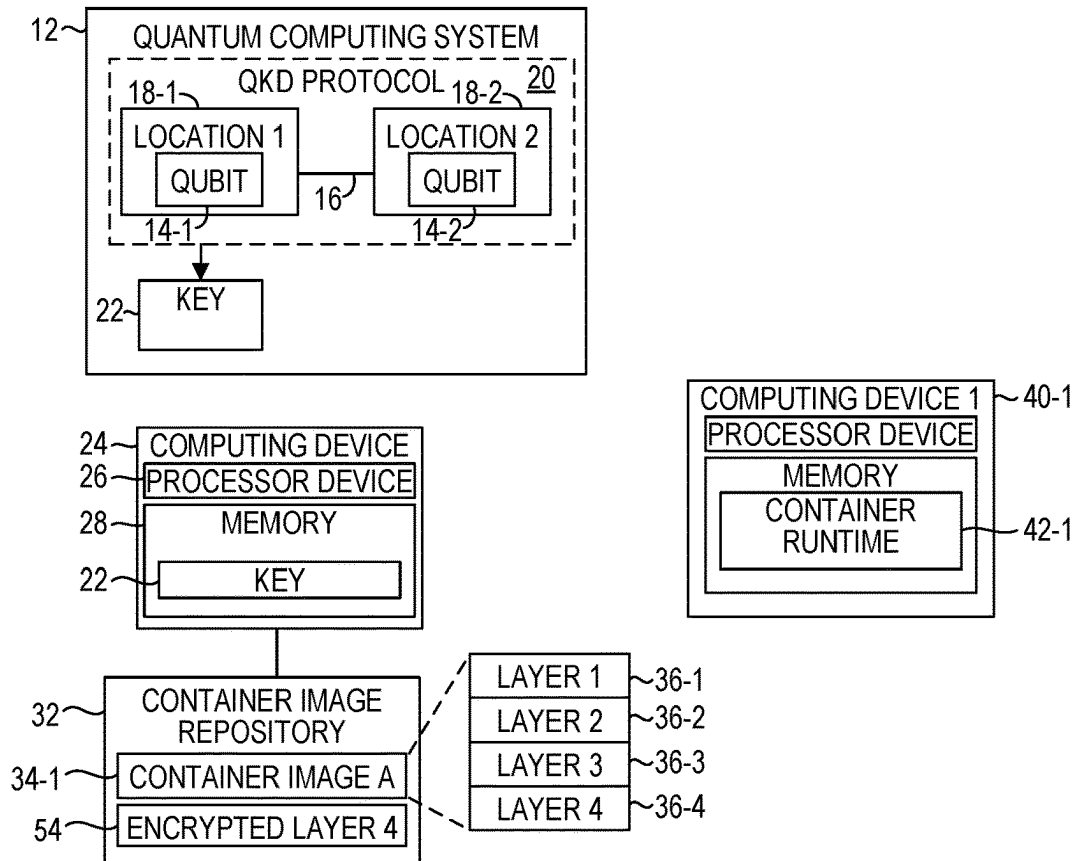 12
QUANTUM COMPUTING SYSTEM
QKD PROTOCOL 20
18-1 18-2
LOCATION 1 LOCATION 2
QUBIT QUBIT
16
14-1 14-2
KEY
22
COMPUTING DEVICE 1 40-1
PROCESSOR DEVICE
MEMORY
CONTAINER
RUNTIME
42-1
24 COMPUTING DEVICE
26 PROCESSOR DEVICE
28 MEMORY
22 KEY
32
CONTAINER IMAGE
REPOSITORY
34-1 CONTAINER IMAGE A
54 ENCRYPTED LAYER 4
LAYER 1 36-1
LAYER 2 36-2
LAYER 3 36-3
LAYER 4 36-4